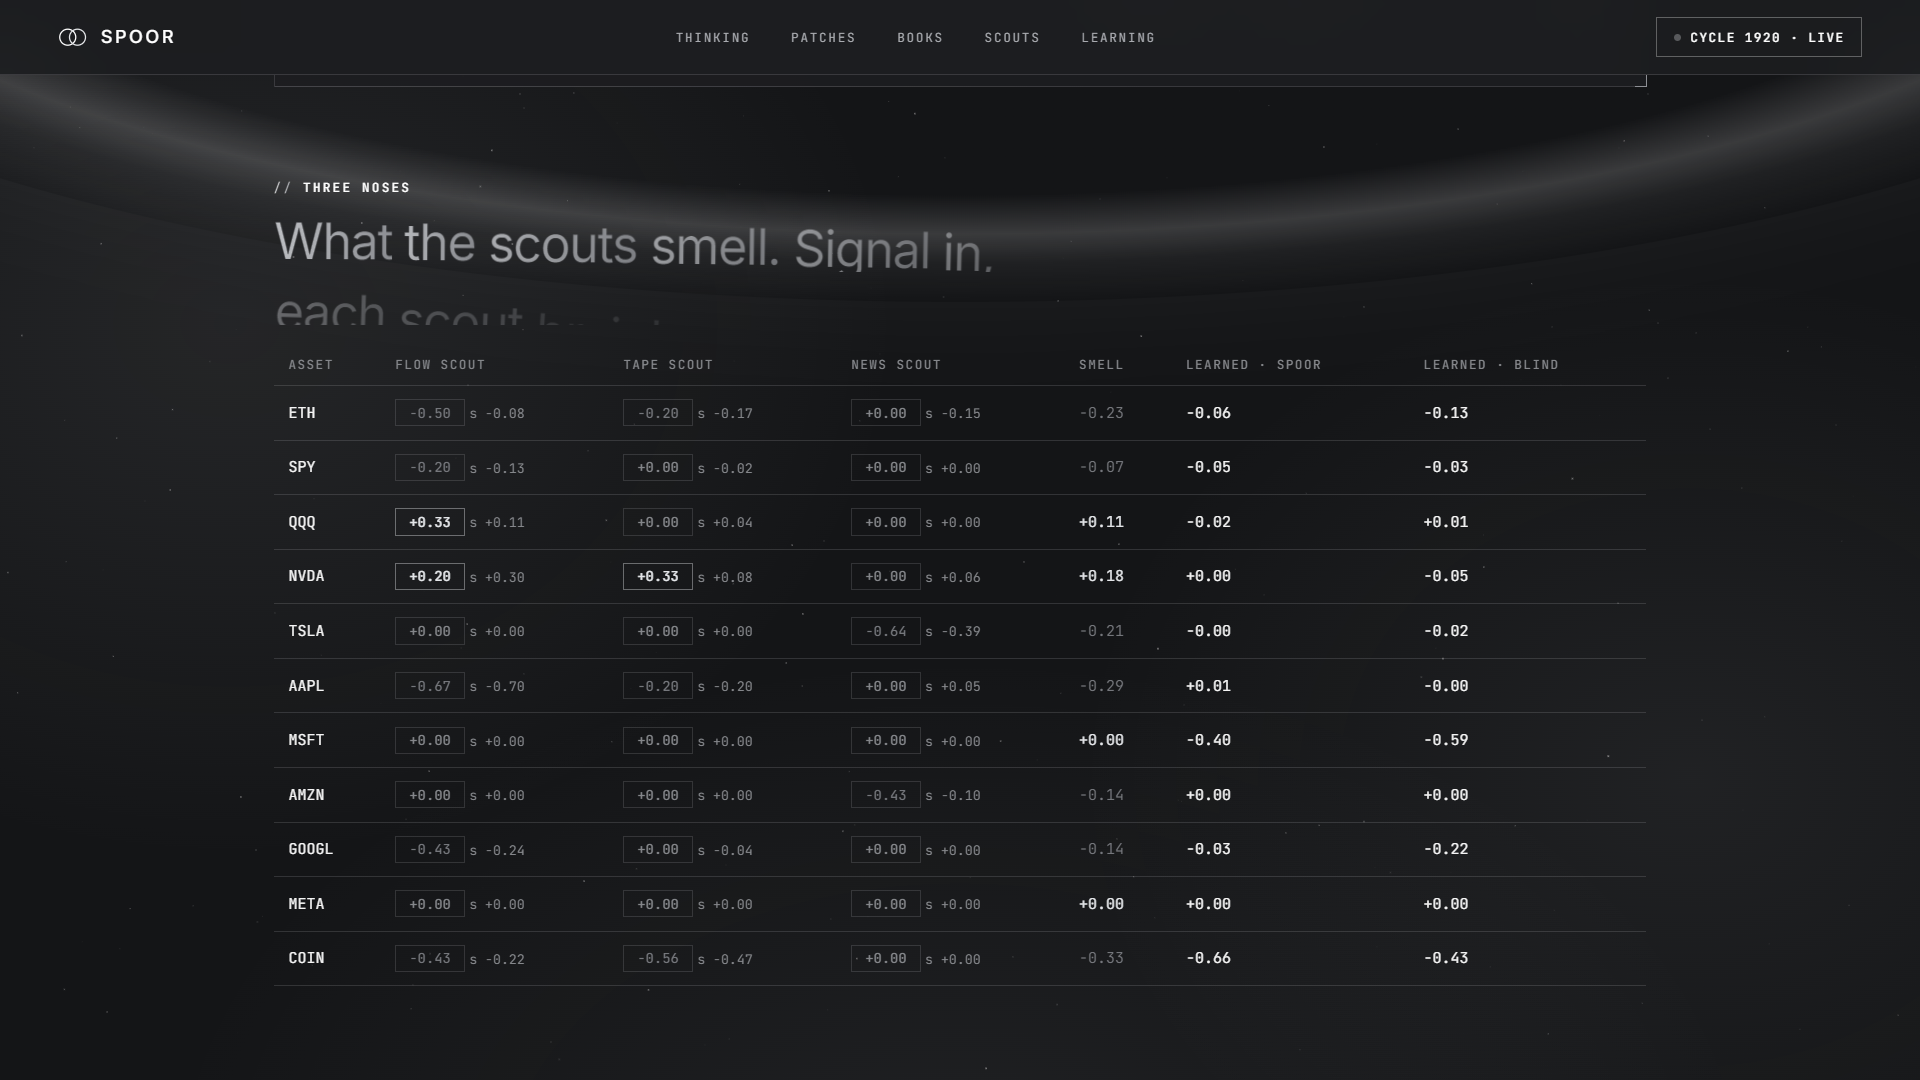 SPOOR
THINKING PATCHES BOOKS SCOUTS LEARNING
CYCLE 1920 · LIVE
// THREE NOSES
What the scouts smell. Signal in,
each scout
ASSET FLOW SCOUT TAPE SCOUT NEWS SCOUT SMELL LEARNED · SPOOR LEARNED · BLIND
ETH -0.50 s -0.08 -0.20 s -0.17 +0.00 s -0.15 -0.23 -0.06 -0.13
SPY -0.20 s -0.13 +0.00 s -0.02 +0.00 s +0.00 -0.07 -0.05 -0.03
QQQ +0.33 s +0.11 +0.00 s +0.04 +0.00 s +0.00 +0.11 -0.02 +0.01
NVDA +0.20 s +0.30 +0.33 s +0.08 +0.00 s +0.06 +0.18 +0.00 -0.05
TSLA +0.00 s +0.00 +0.00 s +0.00 -0.64 s -0.39 -0.21 -0.00 -0.02
AAPL -0.67 s -0.70 -0.20 s -0.20 +0.00 s +0.05 -0.29 +0.01 -0.00
MSFT +0.00 s +0.00 +0.00 s +0.00 +0.00 s +0.00 +0.00 -0.40 -0.59
AMZN +0.00 s +0.00 +0.00 s +0.00 -0.43 s -0.10 -0.14 +0.00 +0.00
GOOGL -0.43 s -0.24 +0.00 s -0.04 +0.00 s +0.00 -0.14 -0.03 -0.22
META +0.00 s +0.00 +0.00 s +0.00 +0.00 s +0.00 +0.00 +0.00 +0.00
COIN -0.43 s -0.22 -0.56 s -0.47 +0.00 s +0.00 -0.33 -0.66 -0.43